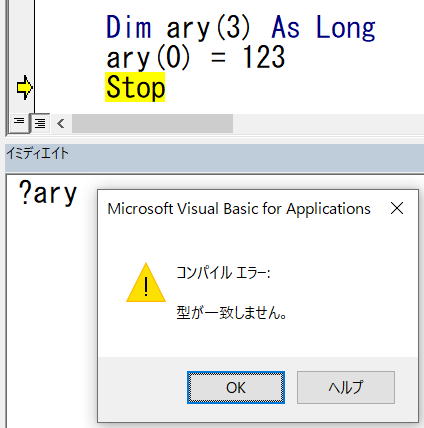 Dim ary(3) As Long
ary(0) = 123
Stop
イミディエイト
?ary
Microsoft Visual Basic for Applications
コンパイル エラー:
型が一致しません。
OK
ヘルプ